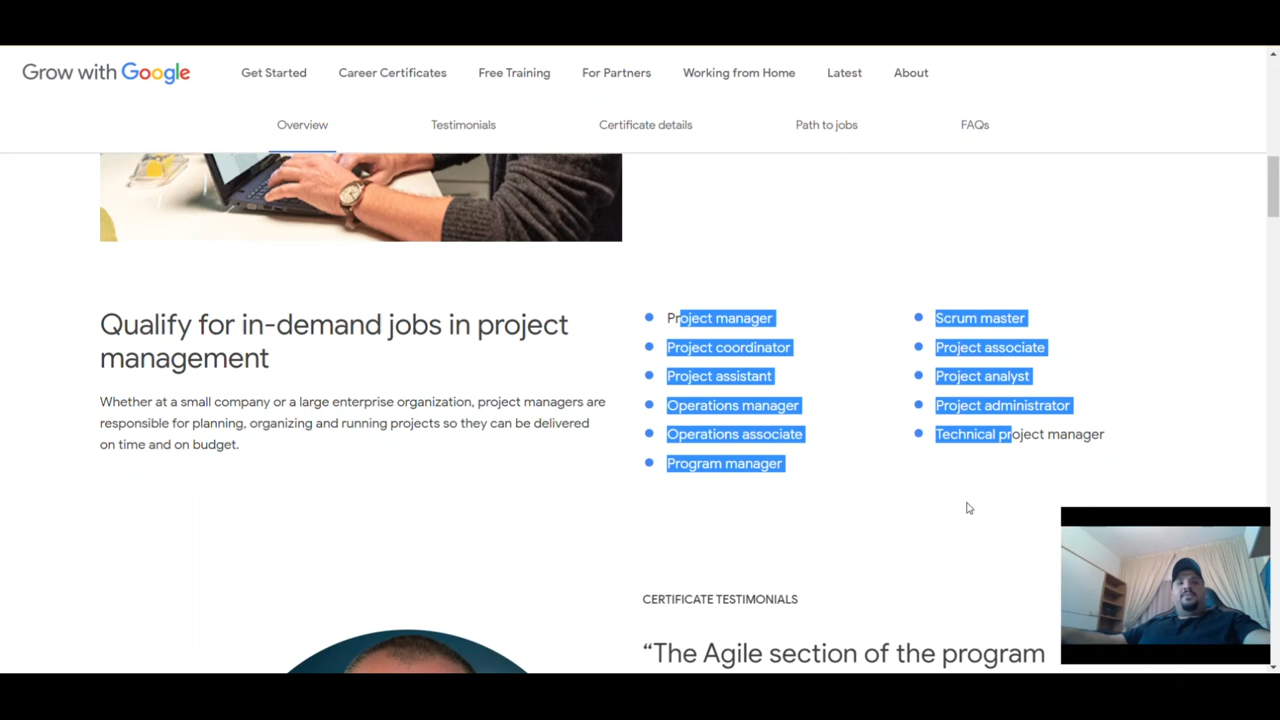 Grow with Google
Get Started
Career Certificates
Free Training
For Partners
Working from Home
Latest
About
Overview
Testimonials
Certificate details
Path to jobs
FAQs
Qualify for in-demand jobs in project
management
Whether at a small company or a large enterprise organization, project managers are
responsible for planning, organizing and running projects so they can be delivered
on time and on budget.
Project manager
Project coordinator
Project assistant
Operations manager
Operations associate
Program manager
Scrum master
Project associate
Project analyst
Project administrator
Technical project manager
CERTIFICATE TESTIMONIALS
“The Agile section of the program